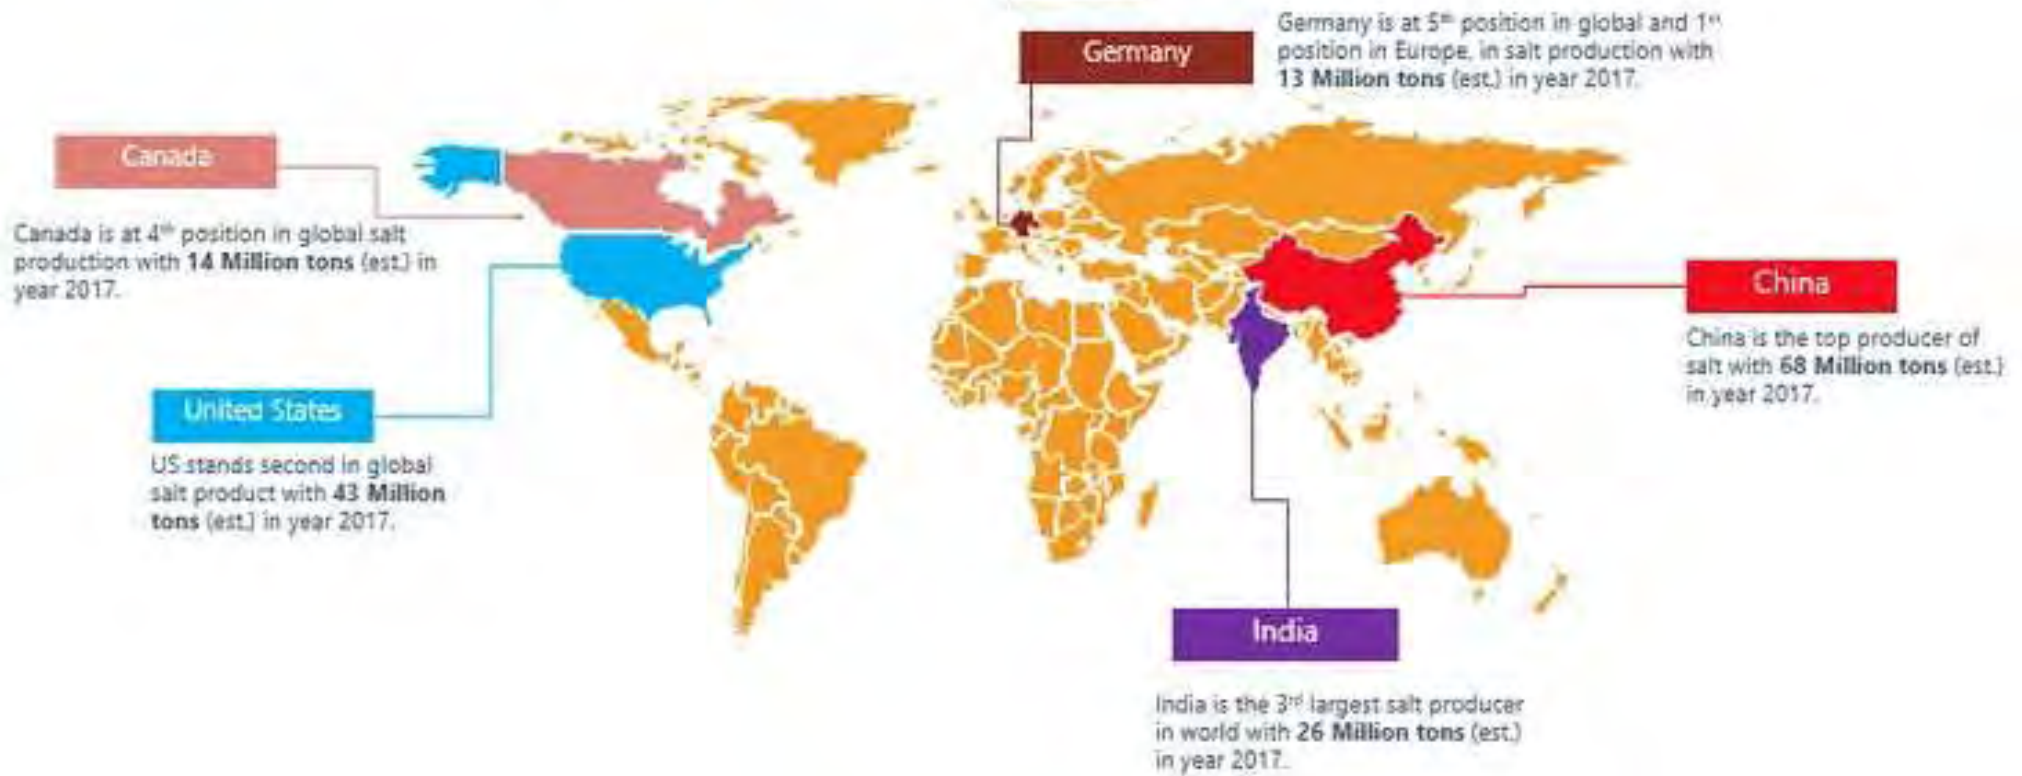 Germany
Germany is at 5th position in global and 1st
position in Europe, in salt production with
13 Million tons (est.) in year 2017.
Canada
Canada is at 4th position in global salt
production with 14 Million tons (est.) in
year 2017.
China
China is the top producer of
salt with 68 Million tons (est.)
in year 2017.
United States
US stands second in global
salt product with 43 Million
tons (est.) in year 2017.
India
India is the 3rd largest salt producer
in world with 26 Million tons (est.)
in year 2017.